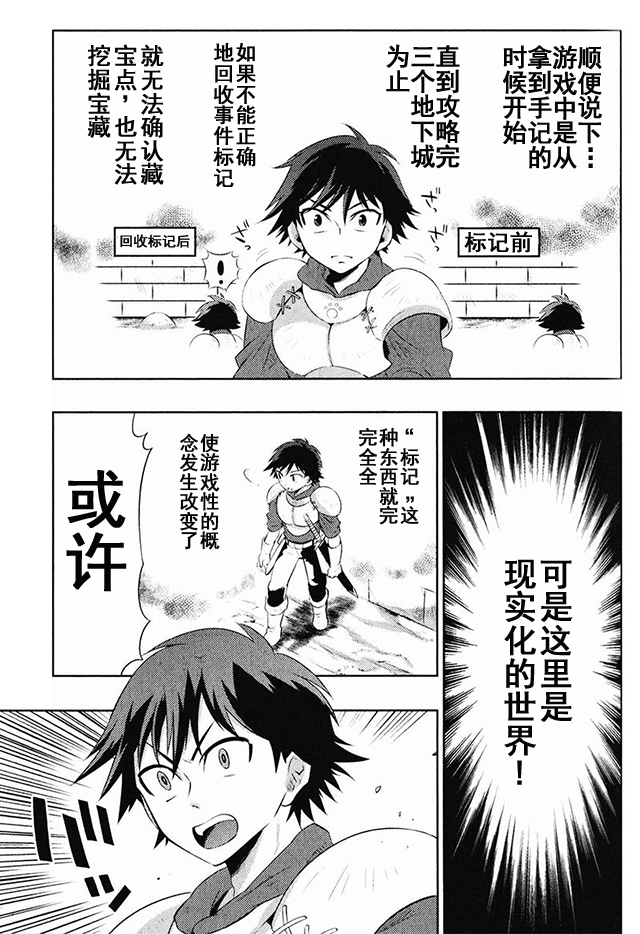 顺便说下…
游戏中是从
拿到手记的
时候开始
直到攻略完
三个地下城
为止
如果不能正确
地回收事件标记
就无法确认藏
宝点，也无法
挖掘宝藏
标记前
回收标记后
！
可是这里是
现实化的世界！
“标记”这
种东西就完
完全全
使游戏性的概
念发生改变了
或许